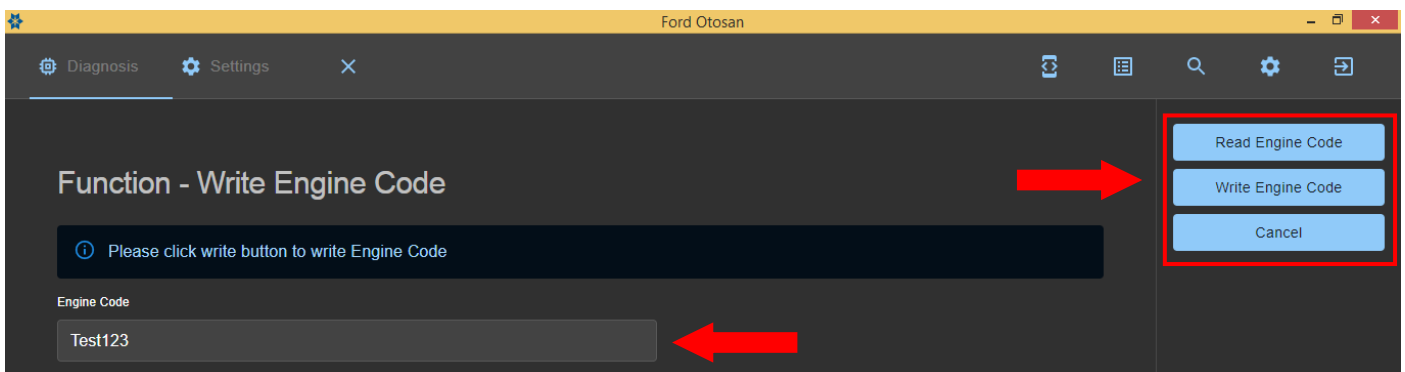 Ford Otosan
Diagnosis Settings
Read Engine Code
Function - Write Engine Code
Write Engine Code
Cancel
Please click write button to write Engine Code
Engine Code
Test123